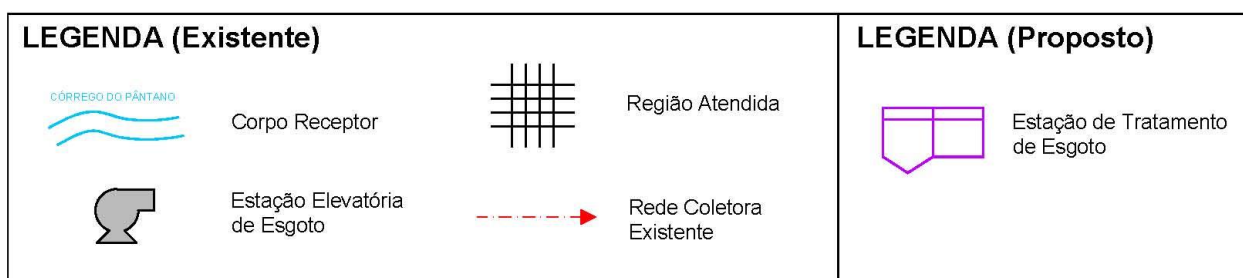 LEGENDA (Existente)
CÓRREGO DO PÂNTANO
Corpo Receptor
Região Atendida
Estação Elevatória
de Esgoto
Rede Coletora
Existente
LEGENDA (Proposto)
Estação de Tratamento
de Esgoto